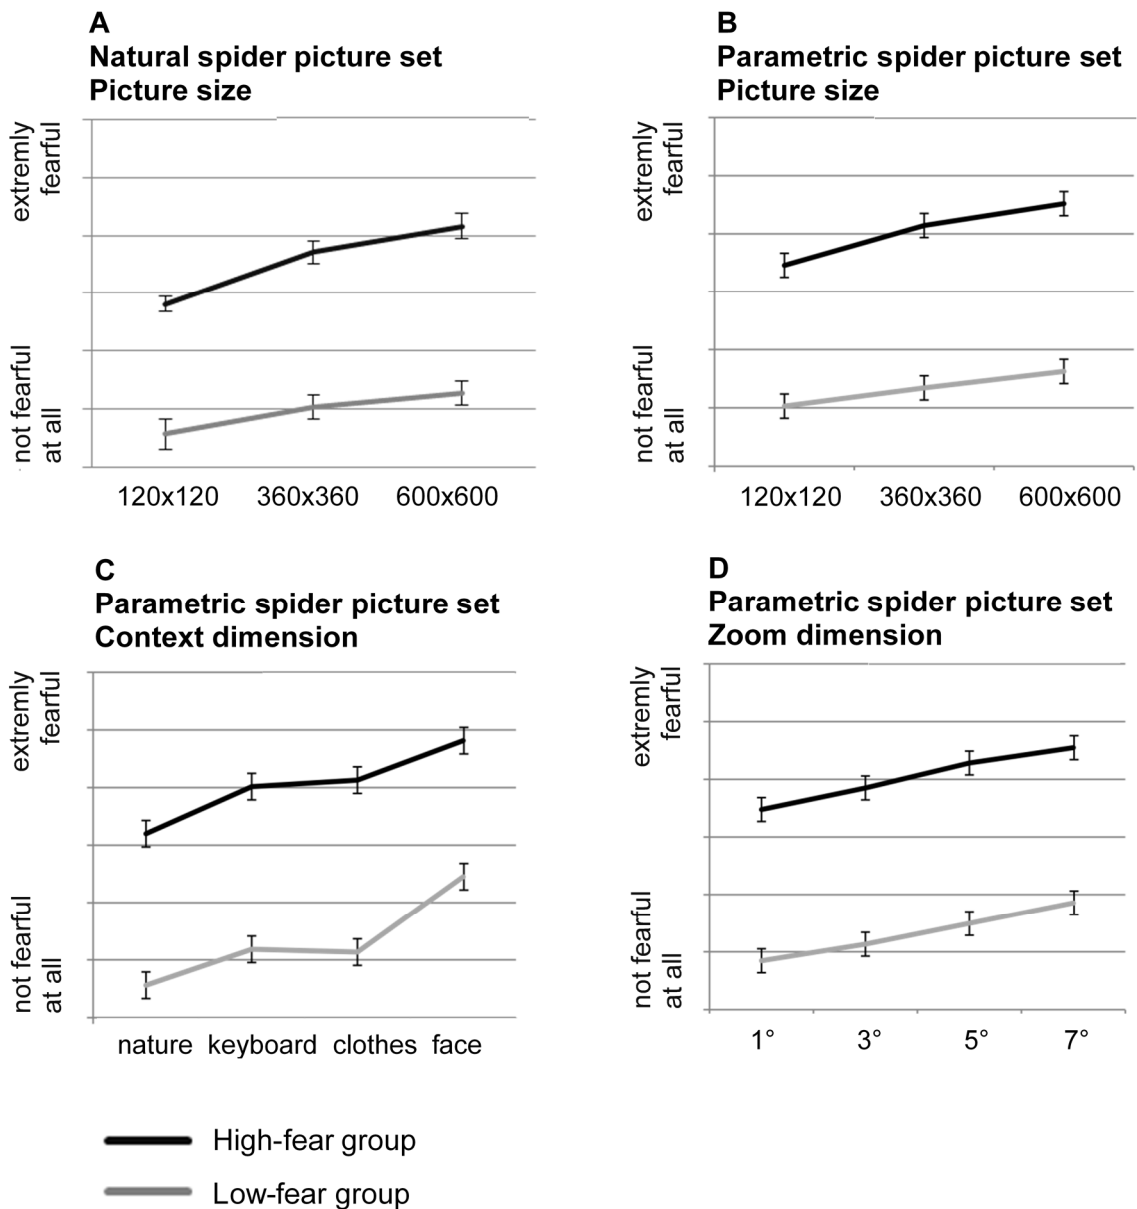 A
Natural spider picture set
Picture size
extremly
fearful
not fearful
at all
120x120 360x360 600x600
B
Parametric spider picture set
Picture size
extremly
fearful
not fearful
at all
120x120 360x360 600x600
C
Parametric spider picture set
Context dimension
extremly
fearful
not fearful
at all
nature keyboard clothes face
D
Parametric spider picture set
Zoom dimension
extremly
fearful
not fearful
at all
1° 3° 5° 7°
High-fear group
Low-fear group